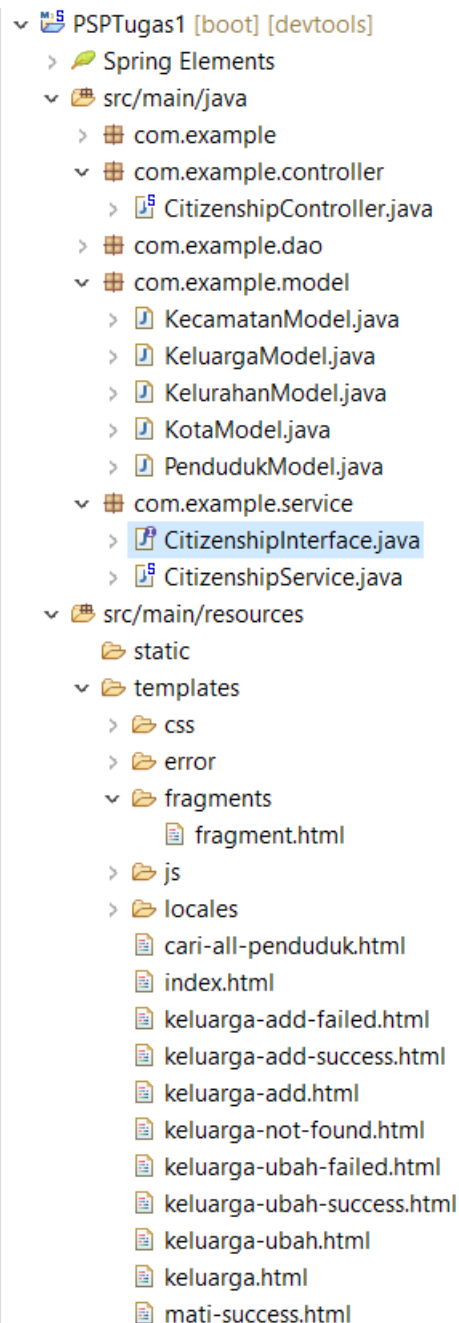 PSPTugas1 [boot] [devtools]
Spring Elements
src/main/java
com.example
com.example.controller
CitizenshipController.java
com.example.dao
com.example.model
KecamatanModel.java
KeluargaModel.java
KelurahanModel.java
KotaModel.java
PendudukModel.java
com.example.service
CitizenshipInterface.java
CitizenshipService.java
src/main/resources
static
templates
css
error
fragments
fragment.html
js
locales
cari-all-penduduk.html
index.html
keluarga-add-failed.html
keluarga-add-success.html
keluarga-add.html
keluarga-not-found.html
keluarga-ubah-failed.html
keluarga-ubah-success.html
keluarga-ubah.html
keluarga.html
mati-success.html